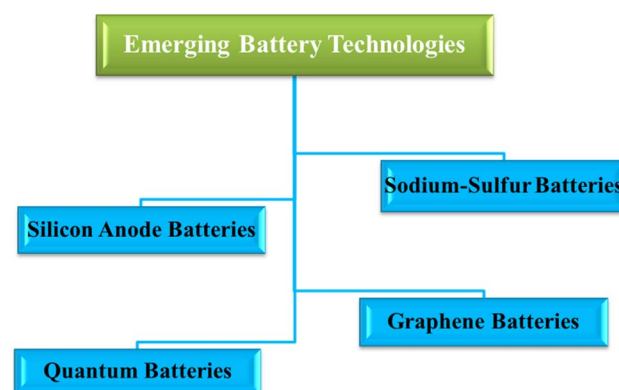 Emerging Battery Technologies
Sodium-Sulfur Batteries
Silicon Anode Batteries
Graphene Batteries
Quantum Batteries